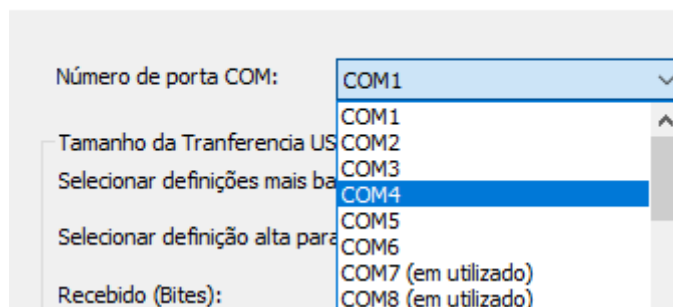 Número de porta COM: COM1
COM1
Tamanho da Tranferencia US COM2
COM3
Selecionar definições mais ba
COM4
COM5
Selecionar definição alta para
COM6
COM7 (em utilizado)
Recebido (Bites):
COM8 (em utilizado)